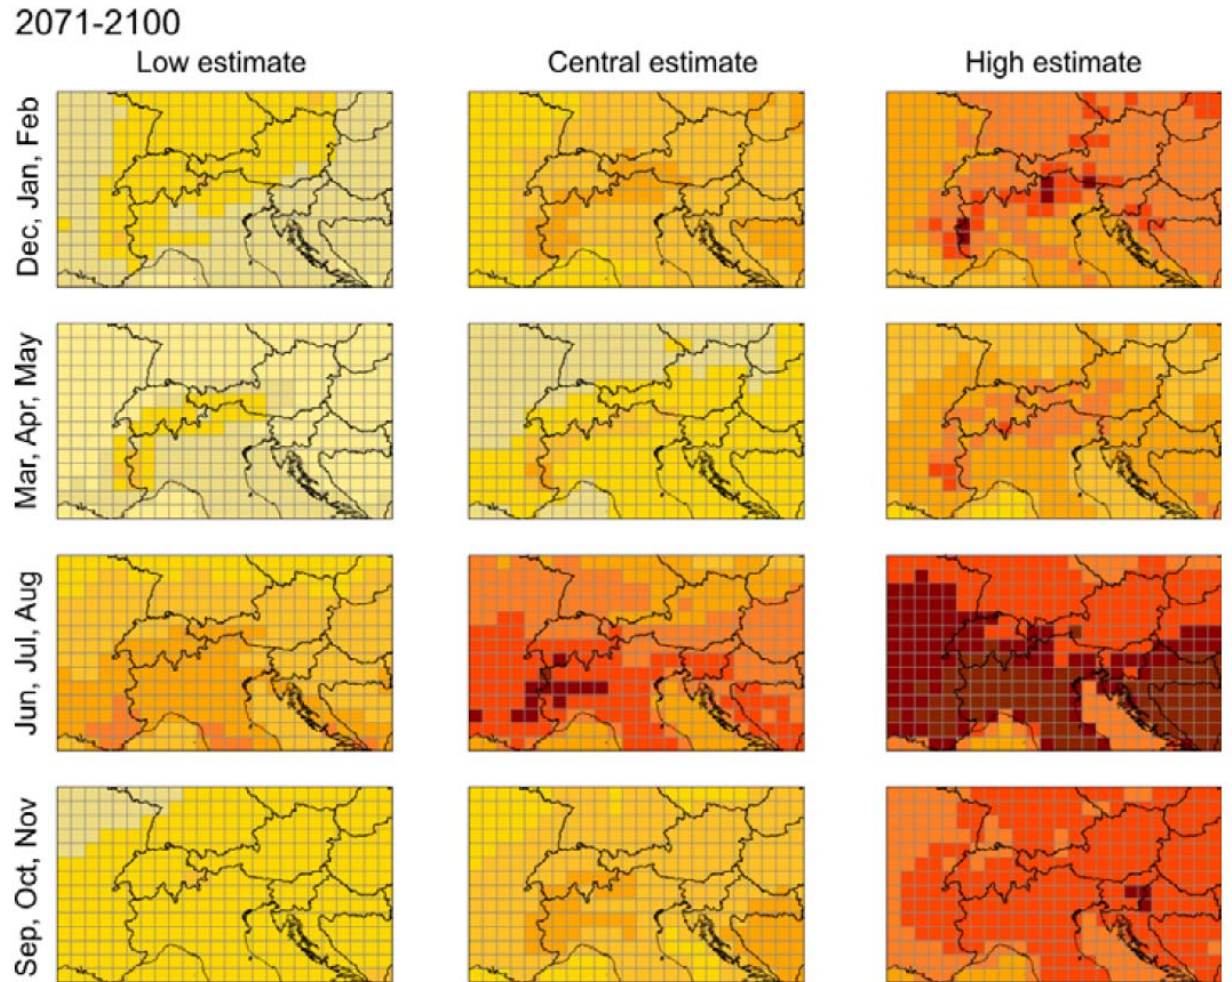 2071-2100
Low estimate Central estimate High estimate
Dec, Jan, Feb
Mar, Apr, May
Jun, Jul, Aug
Sep, Oct, Nov